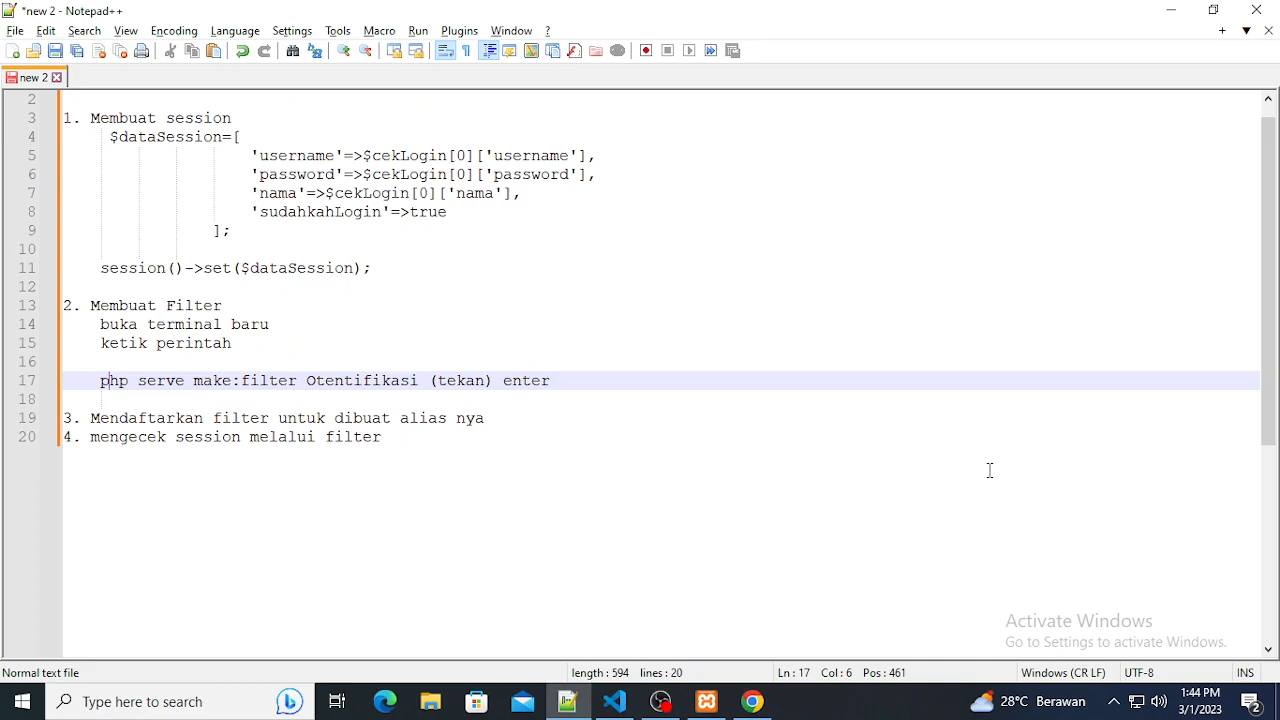 *new 2 - Notepad++
File Edit Search View Encoding Language Settings Tools Macro Run Plugins Window ?
new 2
2
3 1. Membuat session
4 $dataSession=[
5 'username'=>$cekLogin[0]['username'],
6 'password'=>$cekLogin[0]['password'],
7 'nama'=>$cekLogin[0]['nama'],
8 'sudahkahLogin'=>true
9 ];
10
11 session()->set($dataSession);
12
13 2. Membuat Filter
14 buka terminal baru
15 ketik perintah
16
17 php serve make:filter Otentifikasi (tekan) enter
18
19 3. Mendaftarkan filter untuk dibuat alias nya
20 4. mengecek session melalui filter
Activate Windows
Go to Settings to activate Windows.
Normal text file length : 594 lines : 20 Ln : 17 Col : 6 Pos : 461 Windows (CR LF) UTF-8 INS
Type here to search 28°C Berawan 1:44 PM
3/1/2023 2